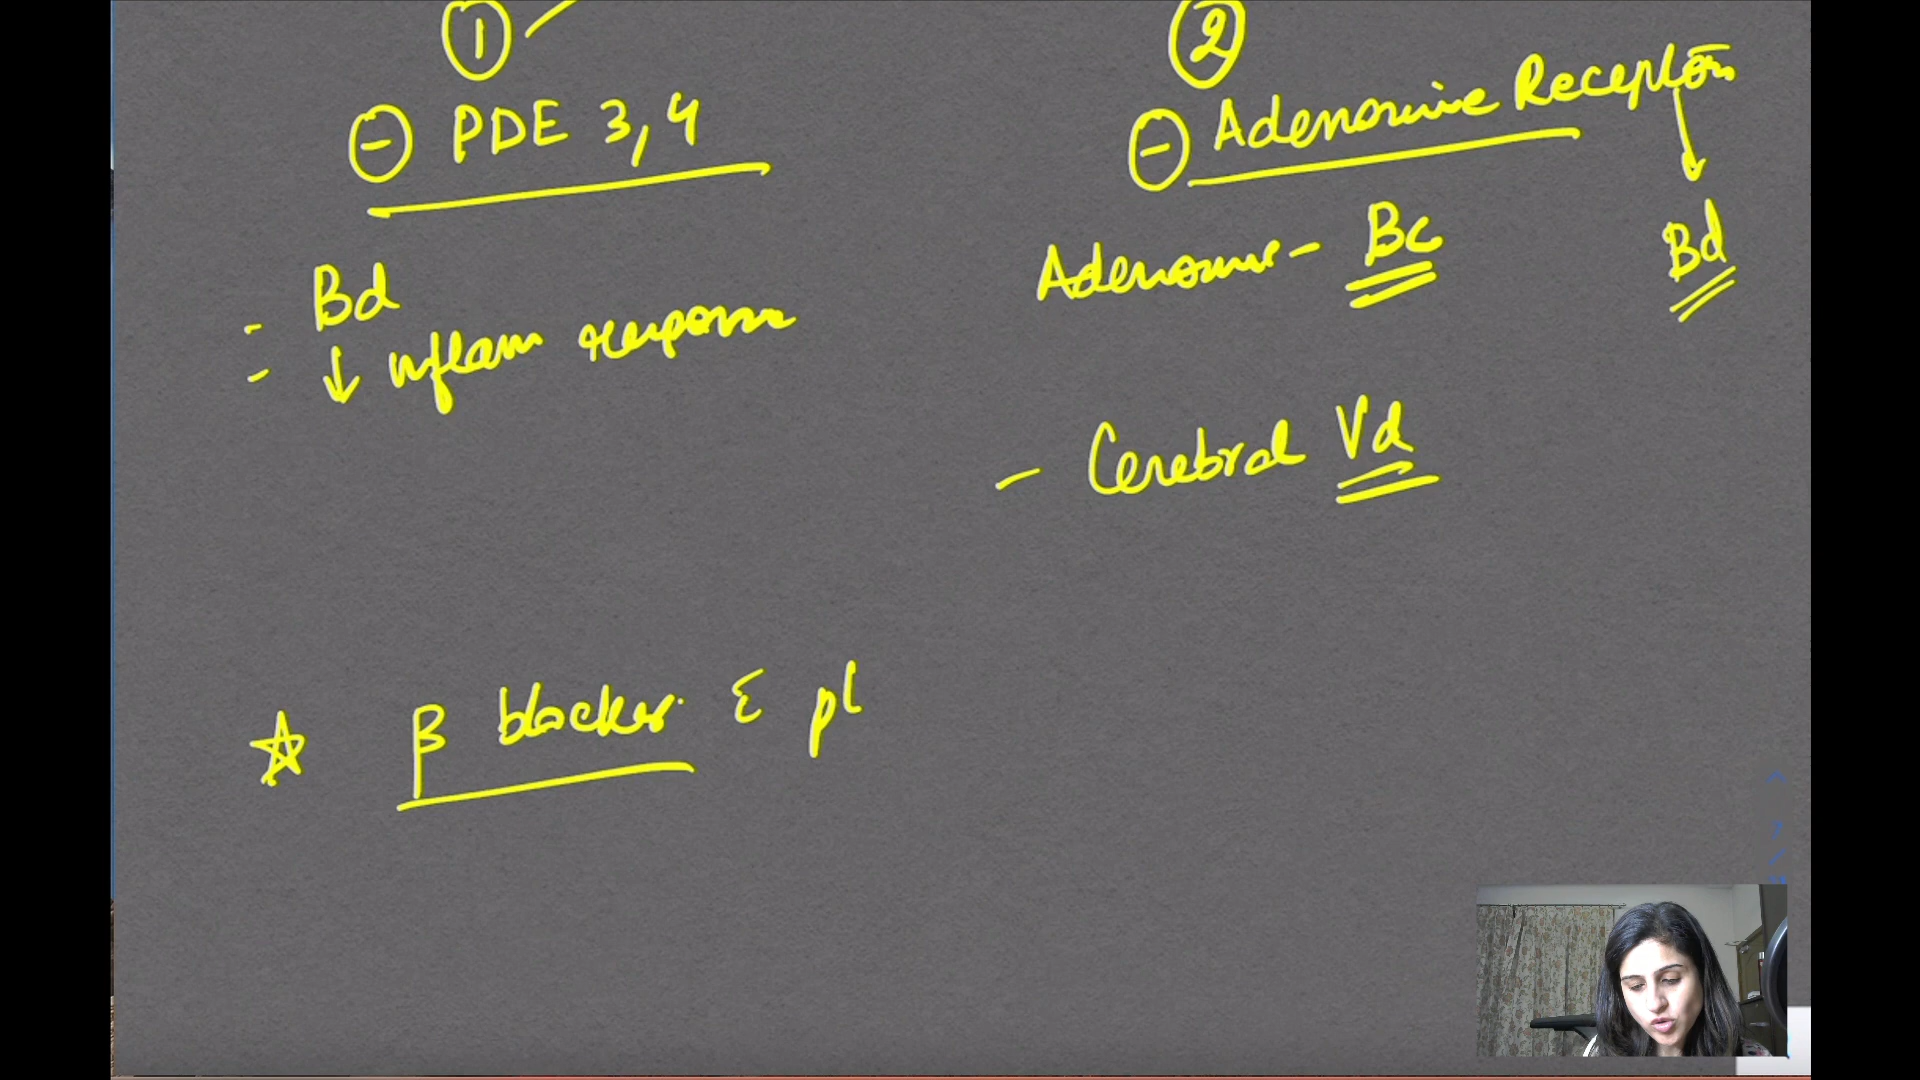 ① ②
⊖ PDE 3,4
⊖ Adenosine Receptors
Adenosine - Bc
Bd
- Bd
- ↓ inflam response
- Cerebral Vd
☆ β blocker Ē pl